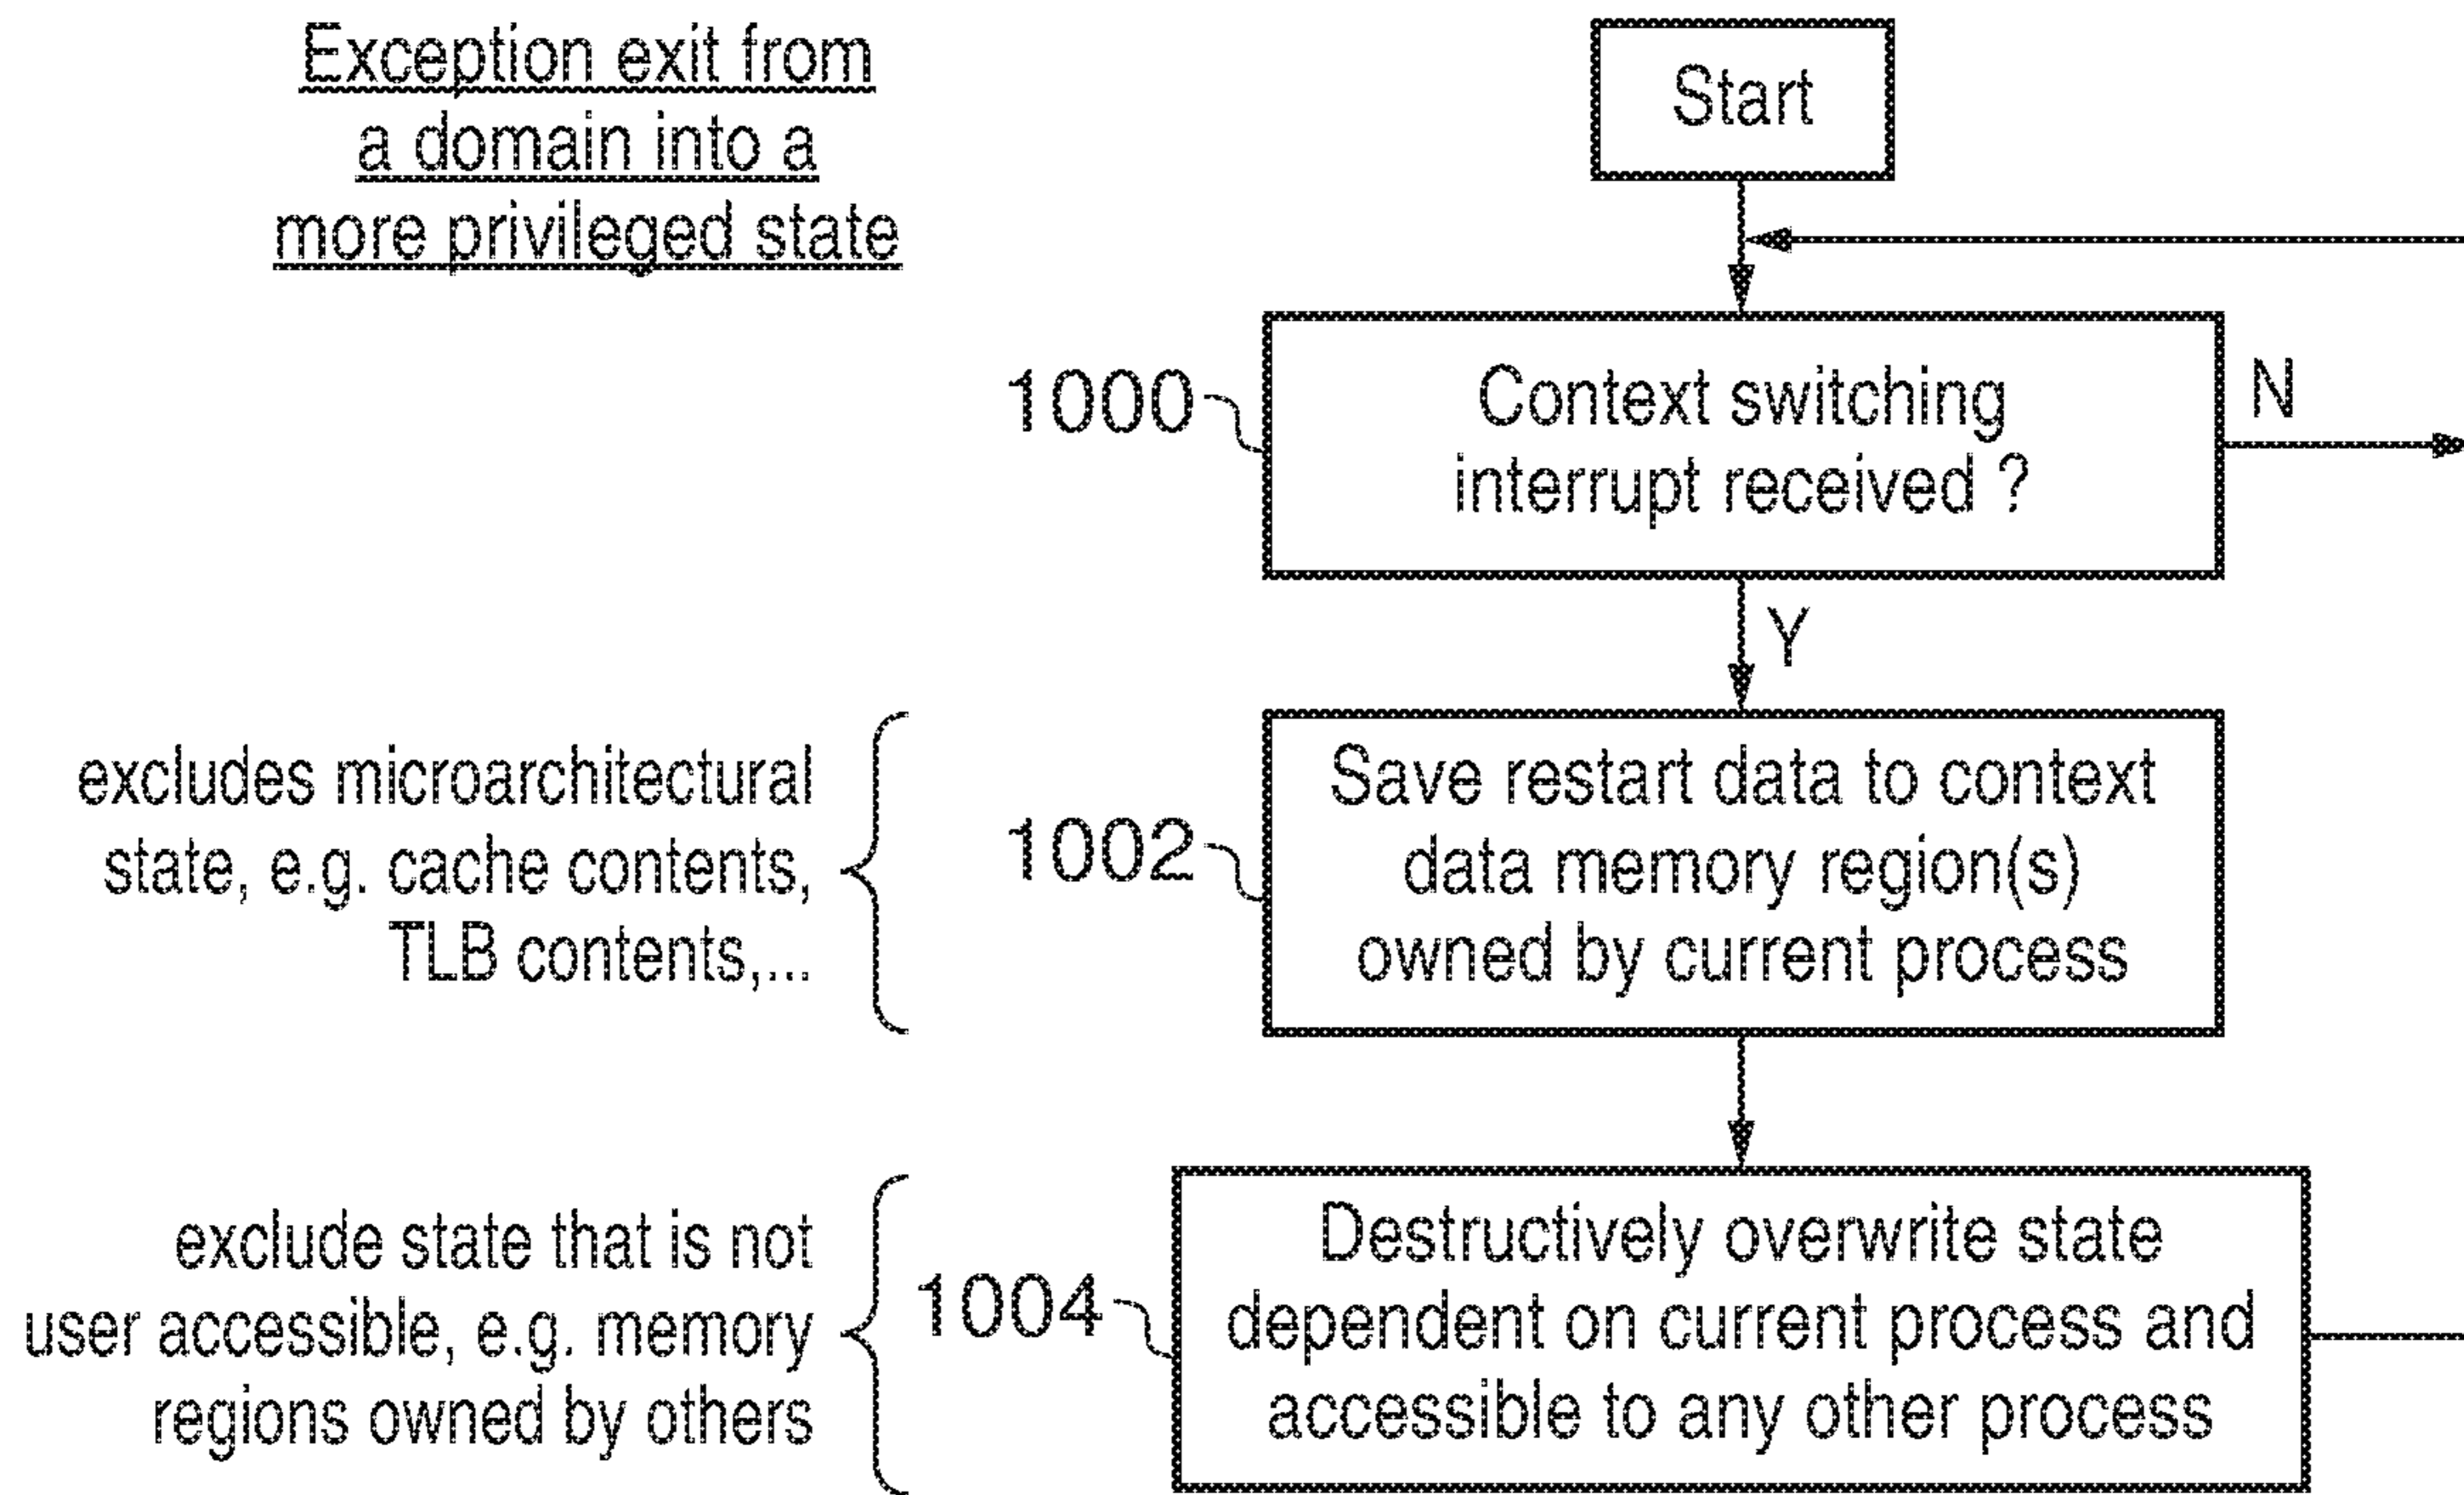 Exception exit from
a domain into a
more privileged state
Start
1000
Context switching
interrupt received ?
N
Y
excludes microarchitectural
state, e.g. cache contents,
TLB contents,...
1002
Save restart data to context
data memory region(s)
owned by current process
exclude state that is not
user accessible, e.g. memory
regions owned by others
1004
Destructively overwrite state
dependent on current process and
accessible to any other process